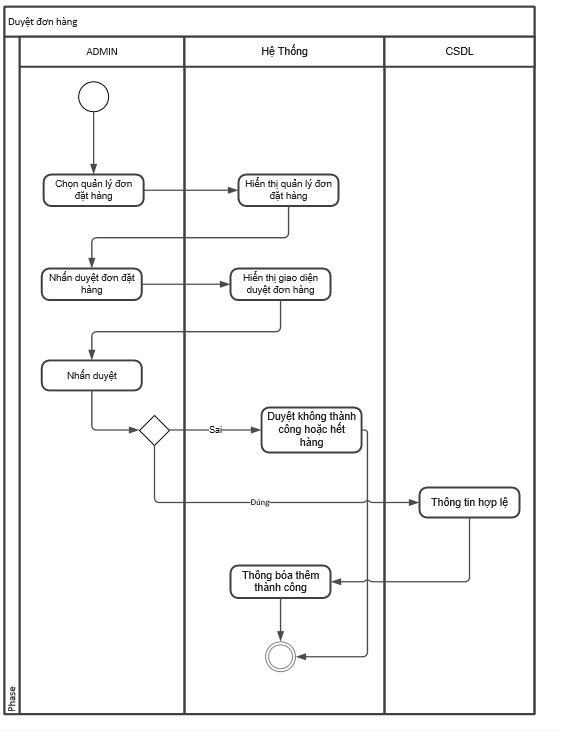 Duyệt đơn hàng
ADMIN
Hệ Thống
CSDL
Chọn quản lý đơn
đặt hàng
Hiển thị quản lý đơn
đặt hàng
Nhấn duyệt đơn đặt
hàng
Hiển thị giao diện
duyệt đơn hàng
Nhấn duyệt
Sai
Duyệt không thành
công hoặc hết
hàng
Đúng
Thông tin hợp lệ
Thông bóa thêm
thành công
Phase